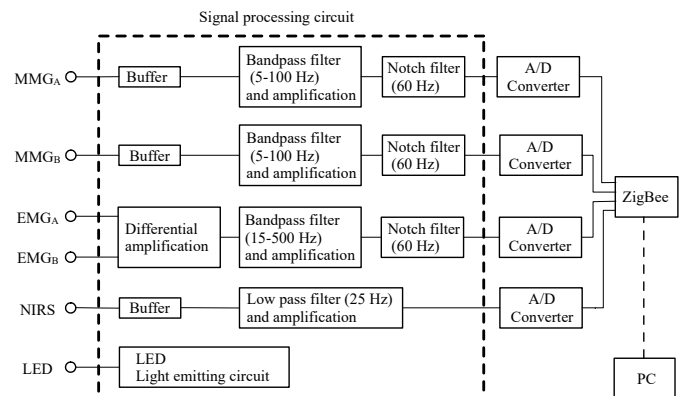 Signal processing circuit
MMGA
Buffer
Bandpass filter
(5-100 Hz)
and amplification
Notch filter
(60 Hz)
A/D
Converter
MMGB
Buffer
Bandpass filter
(5-100 Hz)
and amplification
Notch filter
(60 Hz)
A/D
Converter
ZigBee
EMGA
EMGB
Differential
amplification
Bandpass filter
(15-500 Hz)
and amplification
Notch filter
(60 Hz)
A/D
Converter
NIRS
Buffer
Low pass filter (25 Hz)
and amplification
A/D
Converter
LED
LED
Light emitting circuit
PC